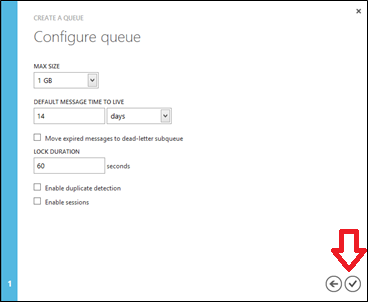 CREATE A QUEUE
Configure queue
MAX SIZE
1 GB
DEFAULT MESSAGE TIME TO LIVE
14 days
Move expired messages to dead-letter subqueue
LOCK DURATION
60 seconds
Enable duplicate detection
Enable sessions
1